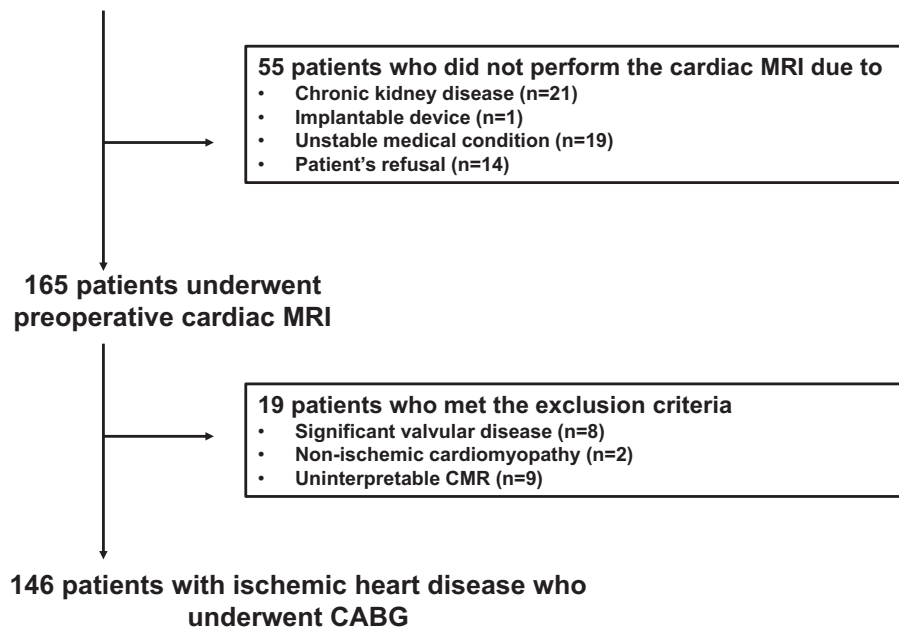 55 patients who did not perform the cardiac MRI due to
• Chronic kidney disease (n=21)
• Implantable device (n=1)
• Unstable medical condition (n=19)
• Patient’s refusal (n=14)
165 patients underwent
preoperative cardiac MRI
19 patients who met the exclusion criteria
• Significant valvular disease (n=8)
• Non-ischemic cardiomyopathy (n=2)
• Uninterpretable CMR (n=9)
146 patients with ischemic heart disease who
underwent CABG